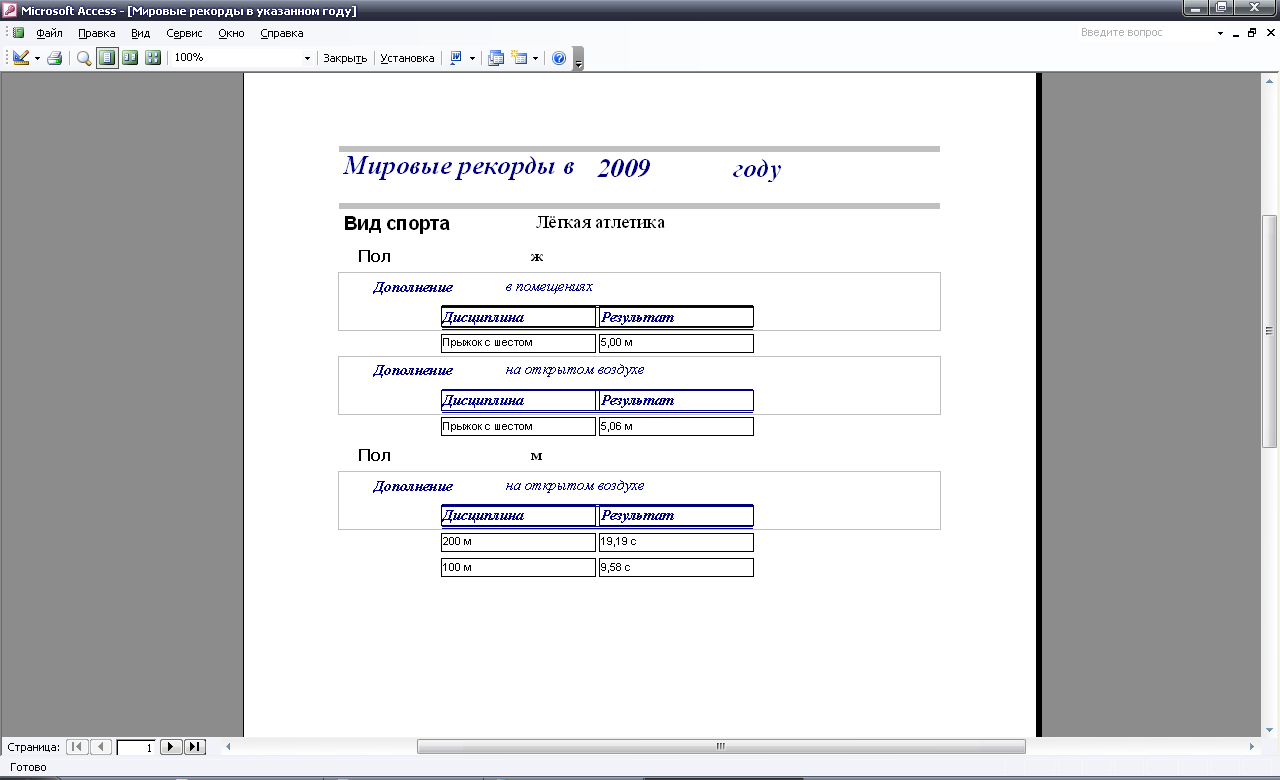 Microsoft Access - [Мировые рекорды в указанном году]
Файл Правка Вид Сервис Окно Справка Введите вопрос
100% Закрыть Установка
Мировые рекорды в 2009 году
Вид спорта Лёгкая атлетика
Пол ж
Дополнение в помещениях
Дисциплина Результат
Прыжок с шестом 5,00 м
Дополнение на открытом воздухе
Дисциплина Результат
Прыжок с шестом 5,06 м
Пол м
Дополнение на открытом воздухе
Дисциплина Результат
200 м 19,19 с
100 м 9,58 с
Страница: 1
Готово